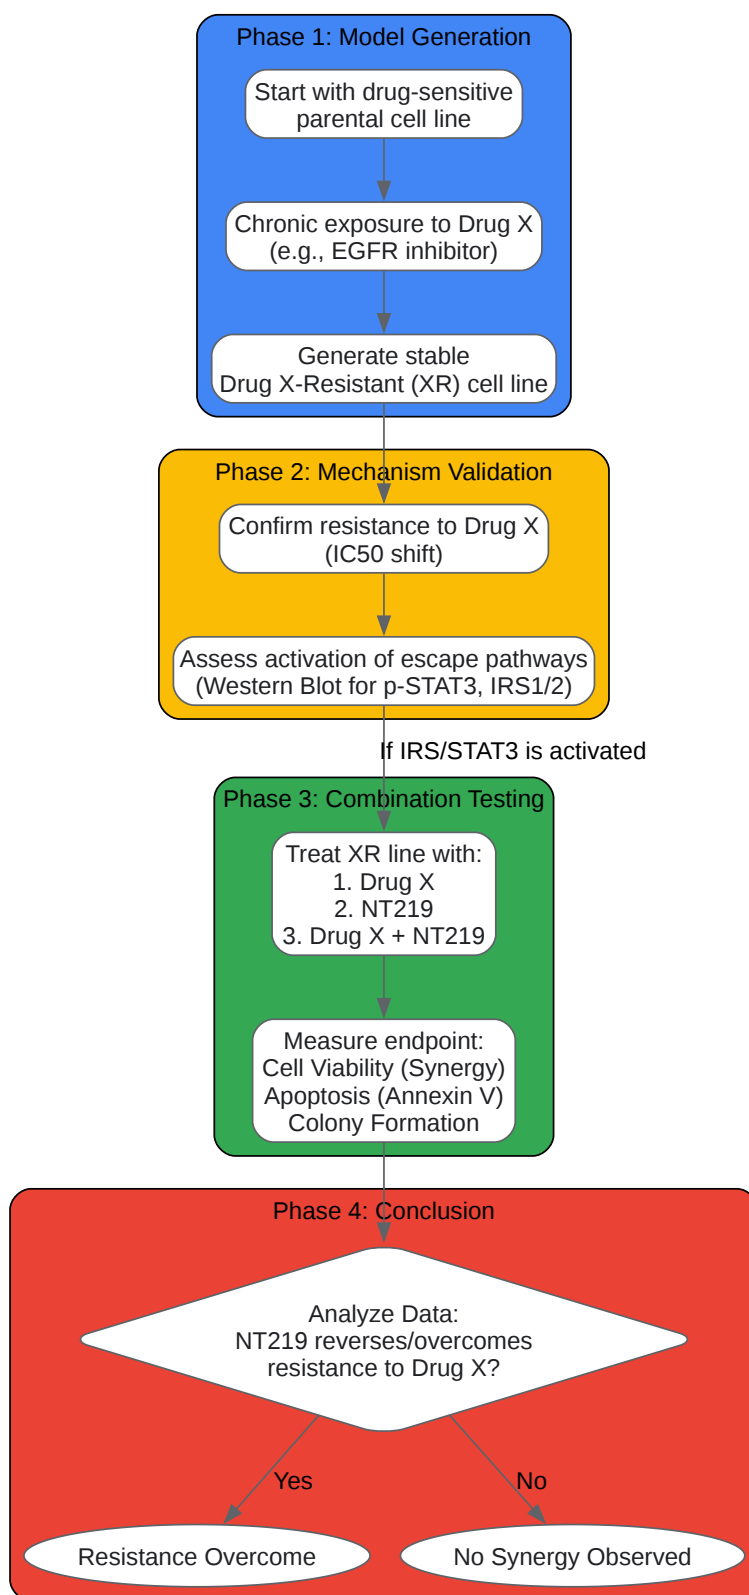 Phase 1: Model Generation
Start with drug-sensitive
parental cell line
Chronic exposure to Drug X
(e.g., EGFR inhibitor)
Generate stable
Drug X-Resistant (XR) cell line
Phase 2: Mechanism Validation
Confirm resistance to Drug X
(IC50 shift)
Assess activation of escape pathways
(Western Blot for p-STAT3, IRS1/2)
If IRS/STAT3 is activated
Phase 3: Combination Testing
Treat XR line with:
1. Drug X
2. NT219
3. Drug X + NT219
Measure endpoint:
Cell Viability (Synergy)
Apoptosis (Annexin V)
Colony Formation
Phase 4: Conclusion
Analyze Data:
NT219 reverses/overcomes
resistance to Drug X?
Yes
No
Resistance Overcome
No Synergy Observed